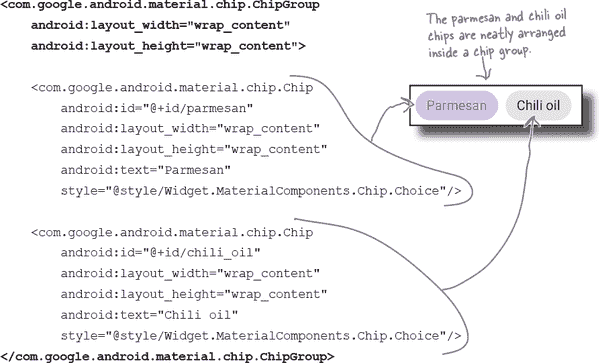 <com.google.android.material.chip.ChipGroup
android:layout_width="wrap_content"
android:layout_height="wrap_content">
The parmesan and chili oil
chips are neatly arranged
inside a chip group.
<com.google.android.material.chip.Chip
android:id="@+id/parmesan"
android:layout_width="wrap_content"
android:layout_height="wrap_content"
android:text="Parmesan"
style="@style/Widget.MaterialComponents.Chip.Choice"/>
Parmesan
Chili oil
<com.google.android.material.chip.Chip
android:id="@+id/chili_oil"
android:layout_width="wrap_content"
android:layout_height="wrap_content"
android:text="Chili oil"
style="@style/Widget.MaterialComponents.Chip.Choice"/>
</com.google.android.material.chip.ChipGroup>